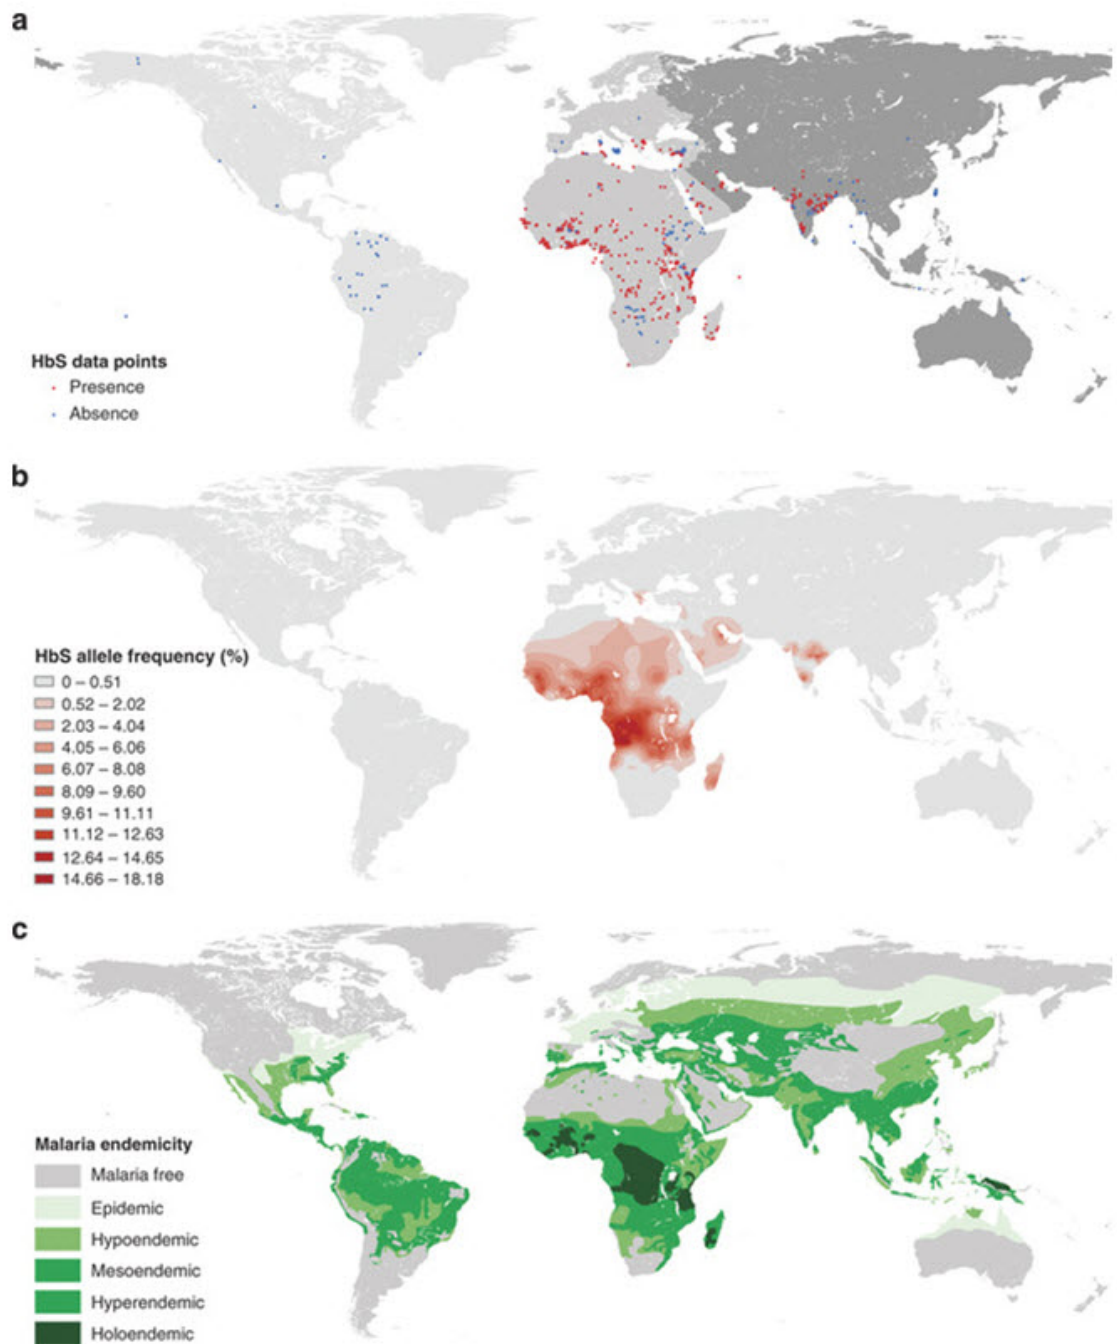 a
HbS data points
Presence
Absence
b
HbS allele frequency (%)
0 – 0.51
0.52 – 2.02
2.03 – 4.04
4.05 – 6.06
6.07 – 8.08
8.09 – 9.60
9.61 – 11.11
11.12 – 12.63
12.64 – 14.65
14.66 – 18.18
c
Malaria endemicity
Malaria free
Epidemic
Hypoendemic
Mesoendemic
Hyperendemic
Holoendemic